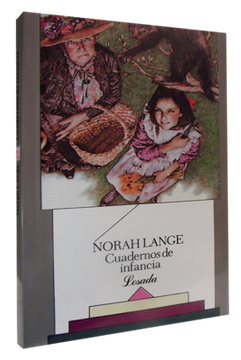 NORAH LANGE
Cuadernos de
infancia
Losada